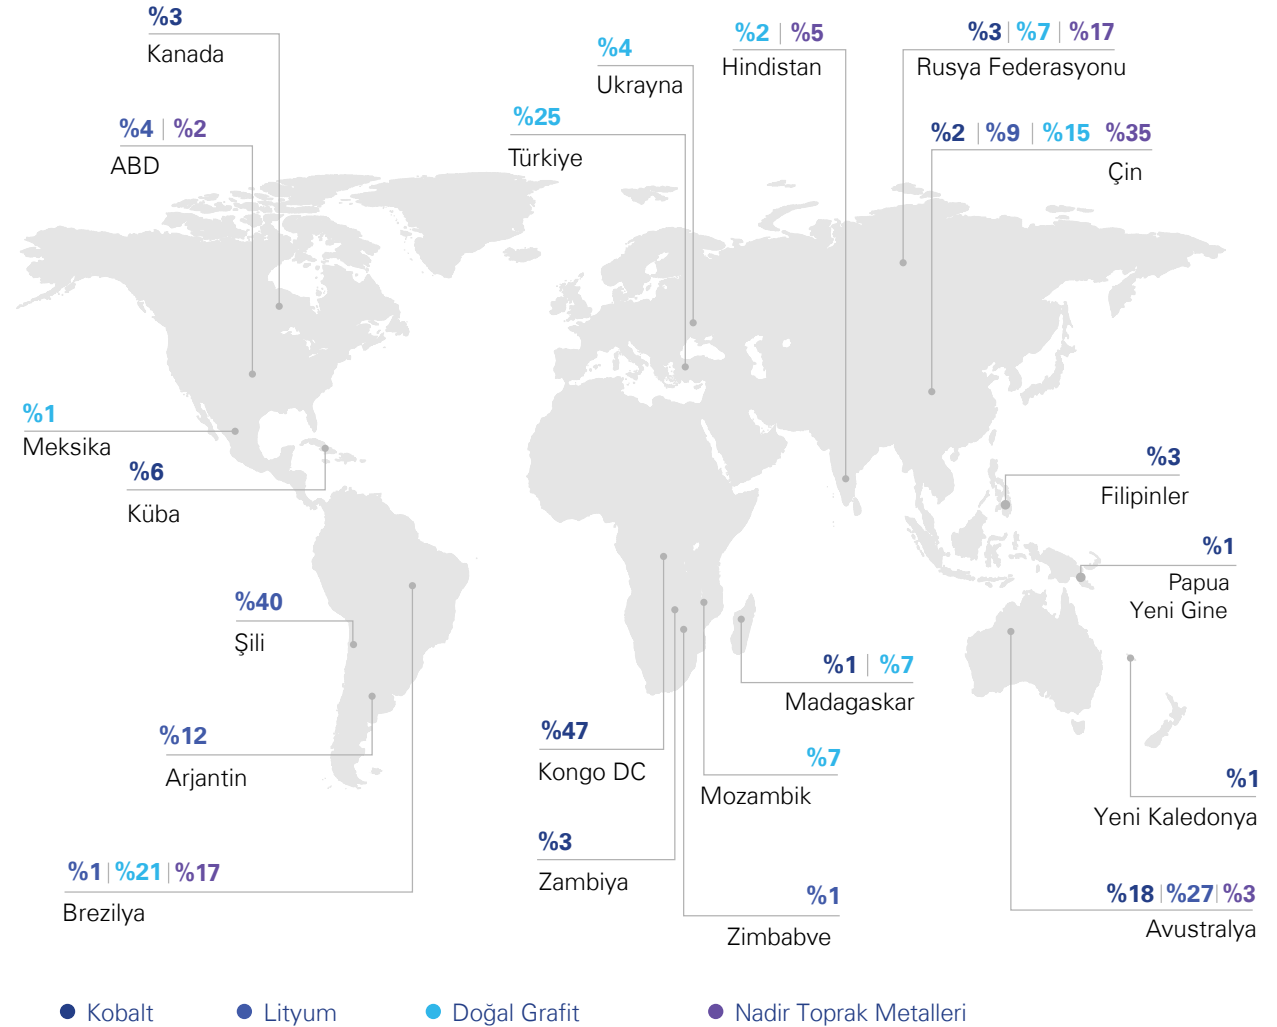 %3
Kanada
%4 | %2
ABD
%4
Ukrayna
%25
Türkiye
%2 | %5
Hindistan
%3 | %7 | %17
Rusya Federasyonu
%2 | %9 | %15 %35
Çin
%1
Meksika
%6
Küba
%3
Filipinler
%1
Papua
Yeni Gine
%40
Şili
%12
Arjantin
%1 | %21 | %17
Brezilya
%47
Kongo DC
%3
Zambiya
%1 | %7
Madagaskar
%7
Mozambik
%1
Zimbabve
%1
Yeni Kaledonya
%18 | %27 | %3
Avustralya
Kobalt
Lityum
Doğal Grafit
Nadir Toprak Metalleri